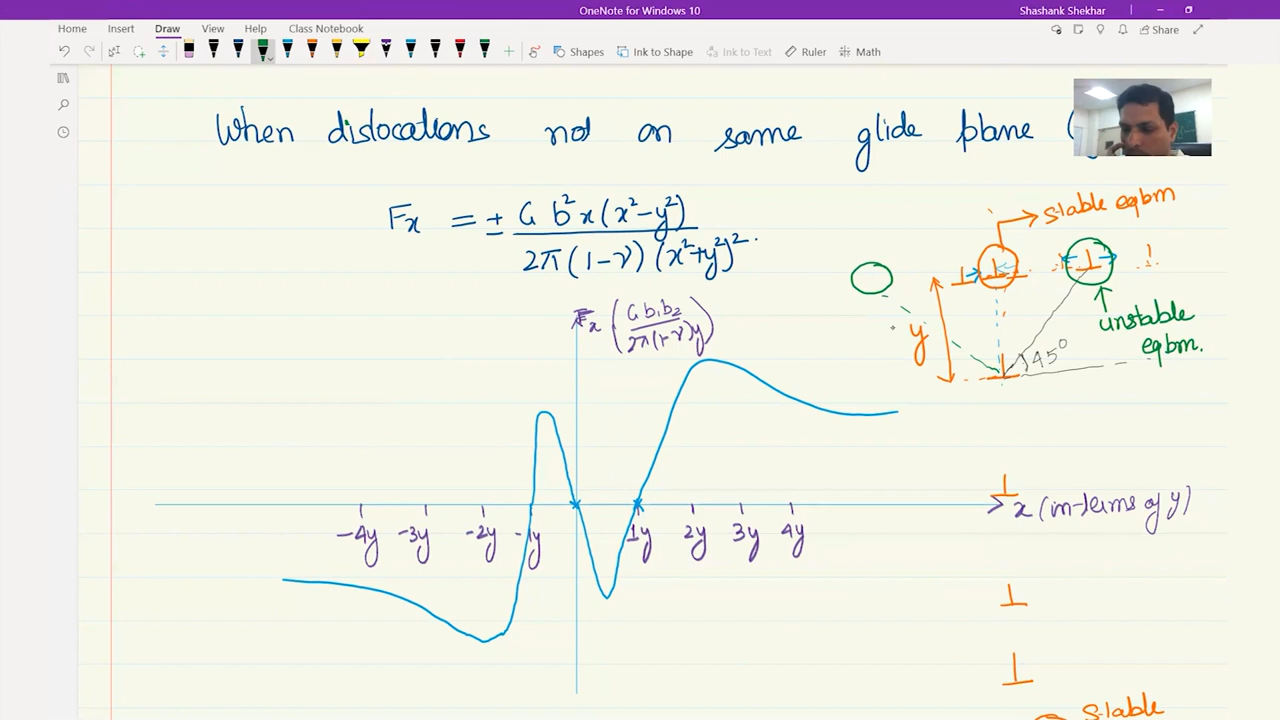 OneNote for Windows 10
Shashank Shekhar
Home Insert Draw View Help Class Notebook
Share
Shapes Ink to Shape Ink to Text Ruler Math
When dislocations not on same glide plane (
Fx = ± G b² x (x² - y²)
2π (1-ν) (x² + y²)².
stable eqbm
Fx (G b₁b₂
2π(1-ν)y)
y
45°
unstable
eqbm.
x (in-terms of y)
-4y -3y -2y -1y 1y 2y 3y 4y
stable